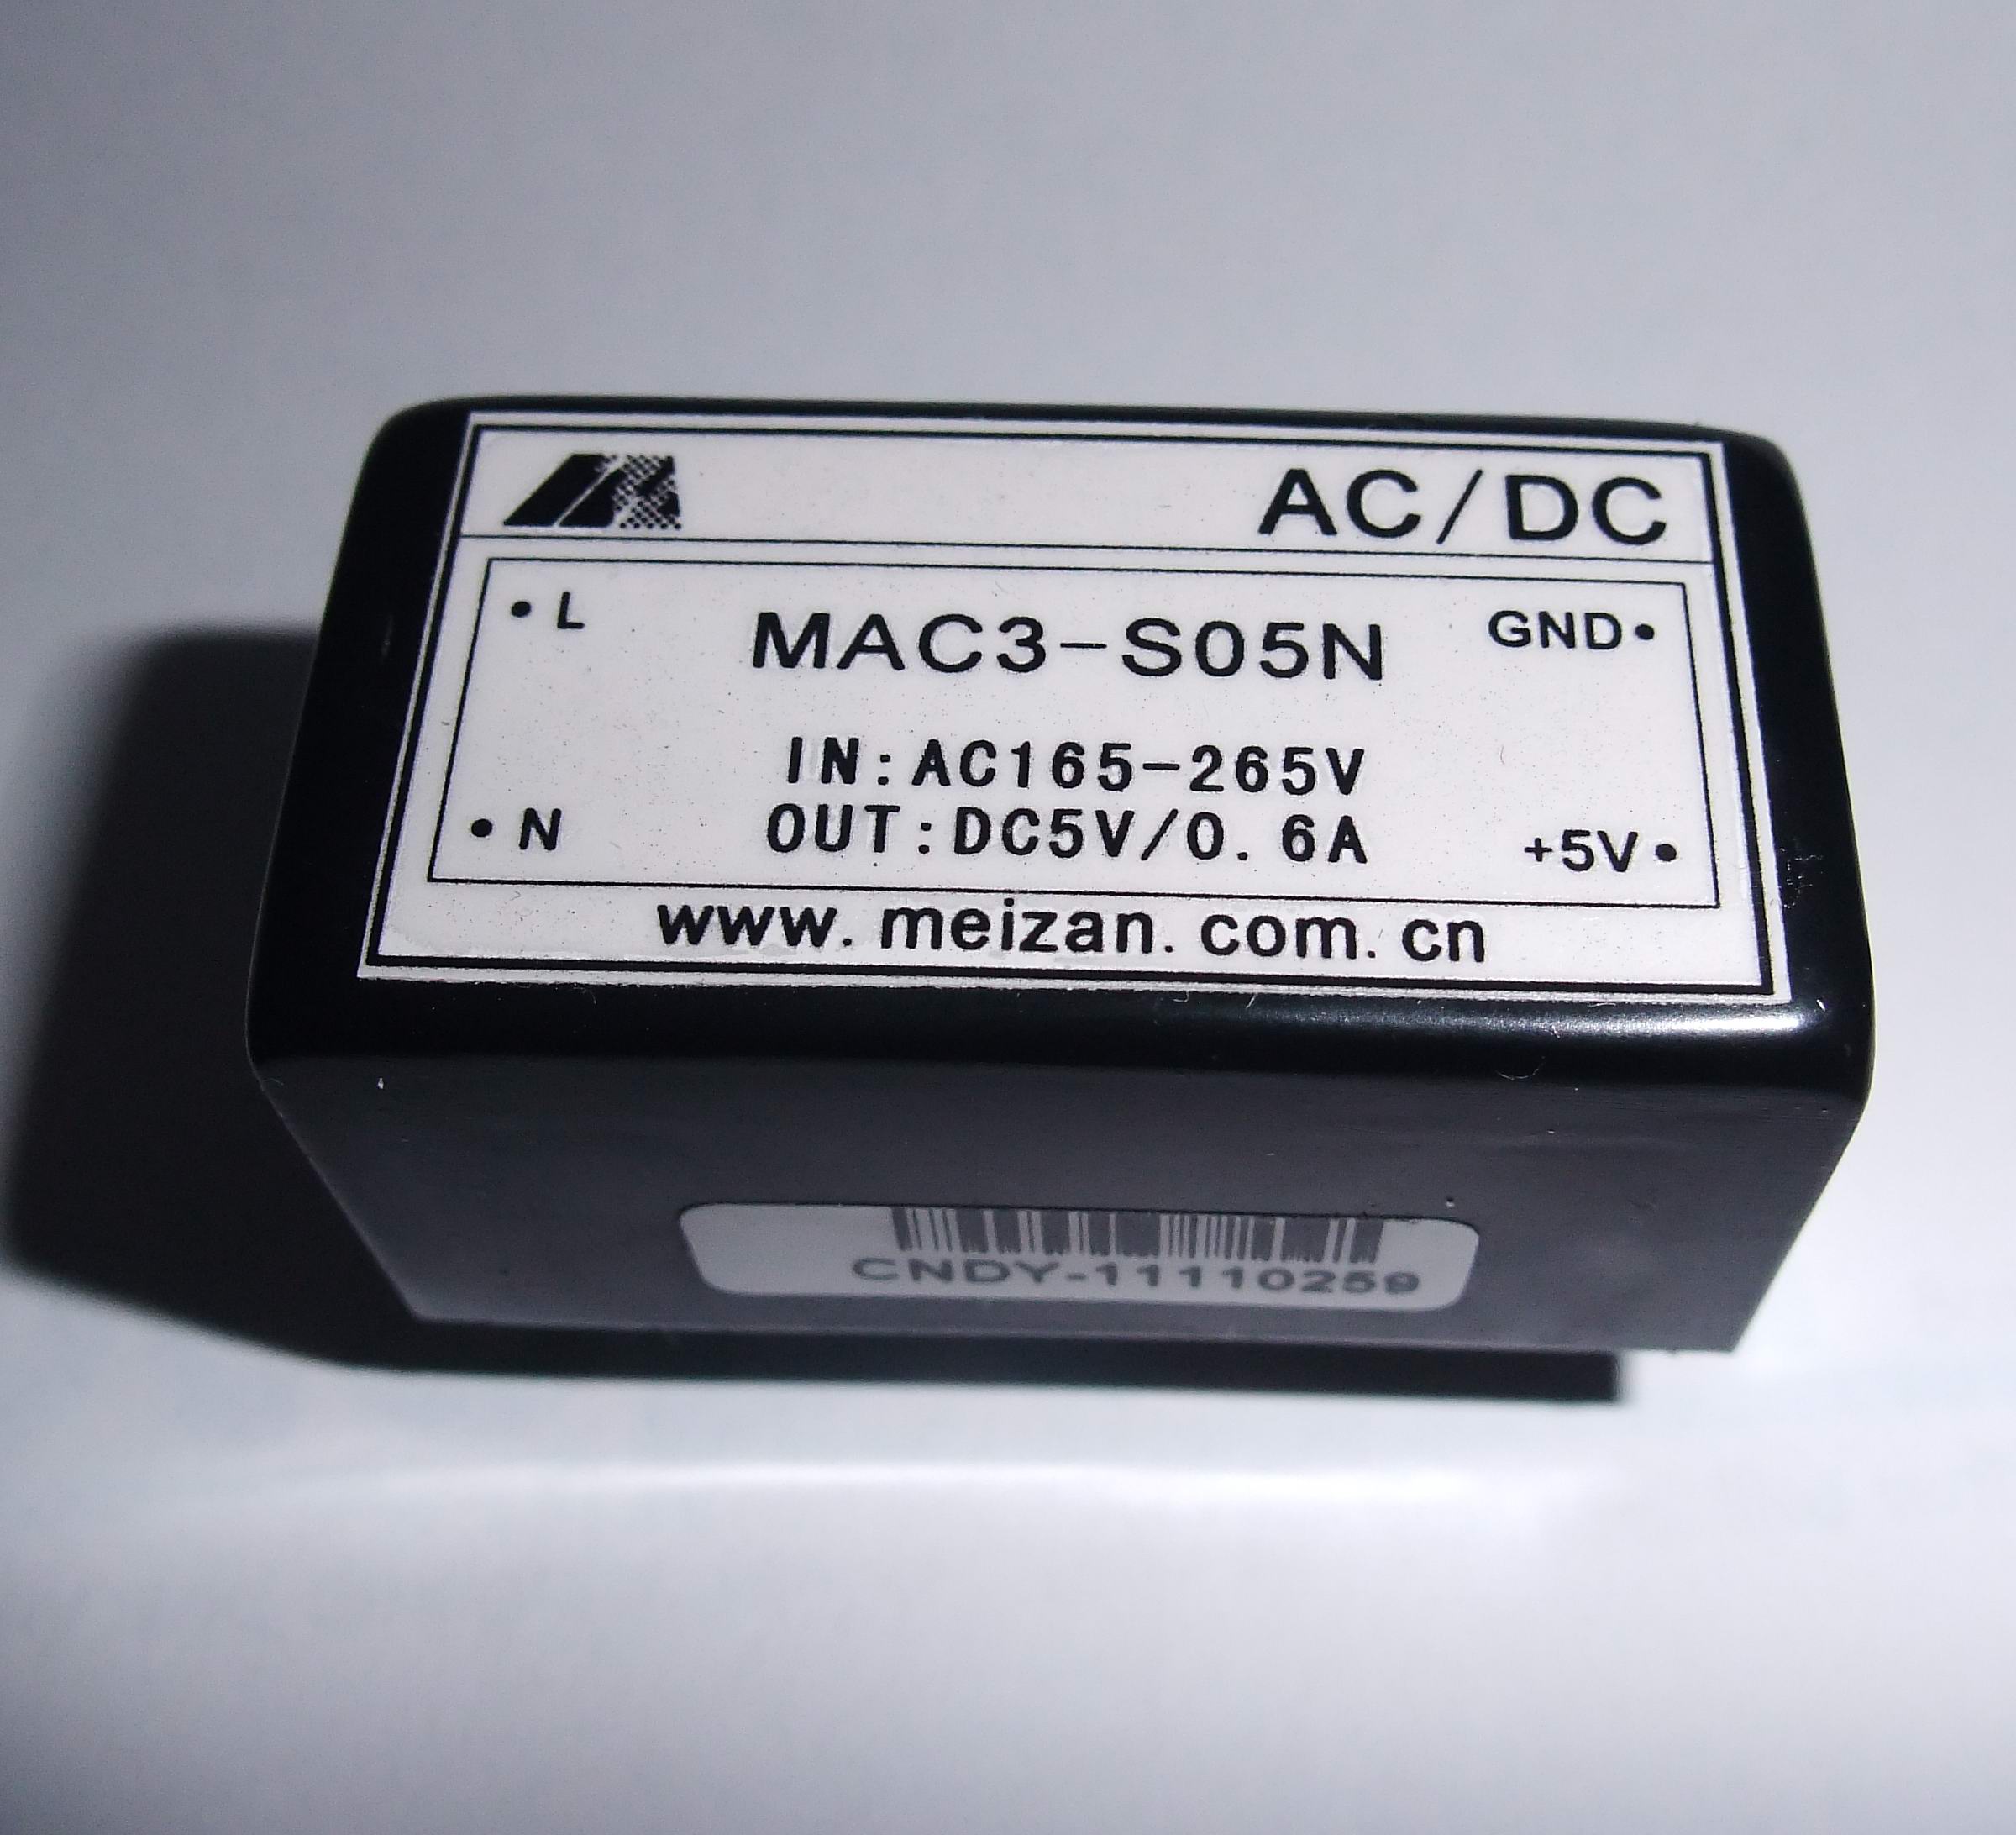 AC/DC
L
MAC3-S05N
GND
IN:AC165-265V
N
OUT:DC5V/0.6A
+5V
www.meizan.com.cn
CNDY-11110259